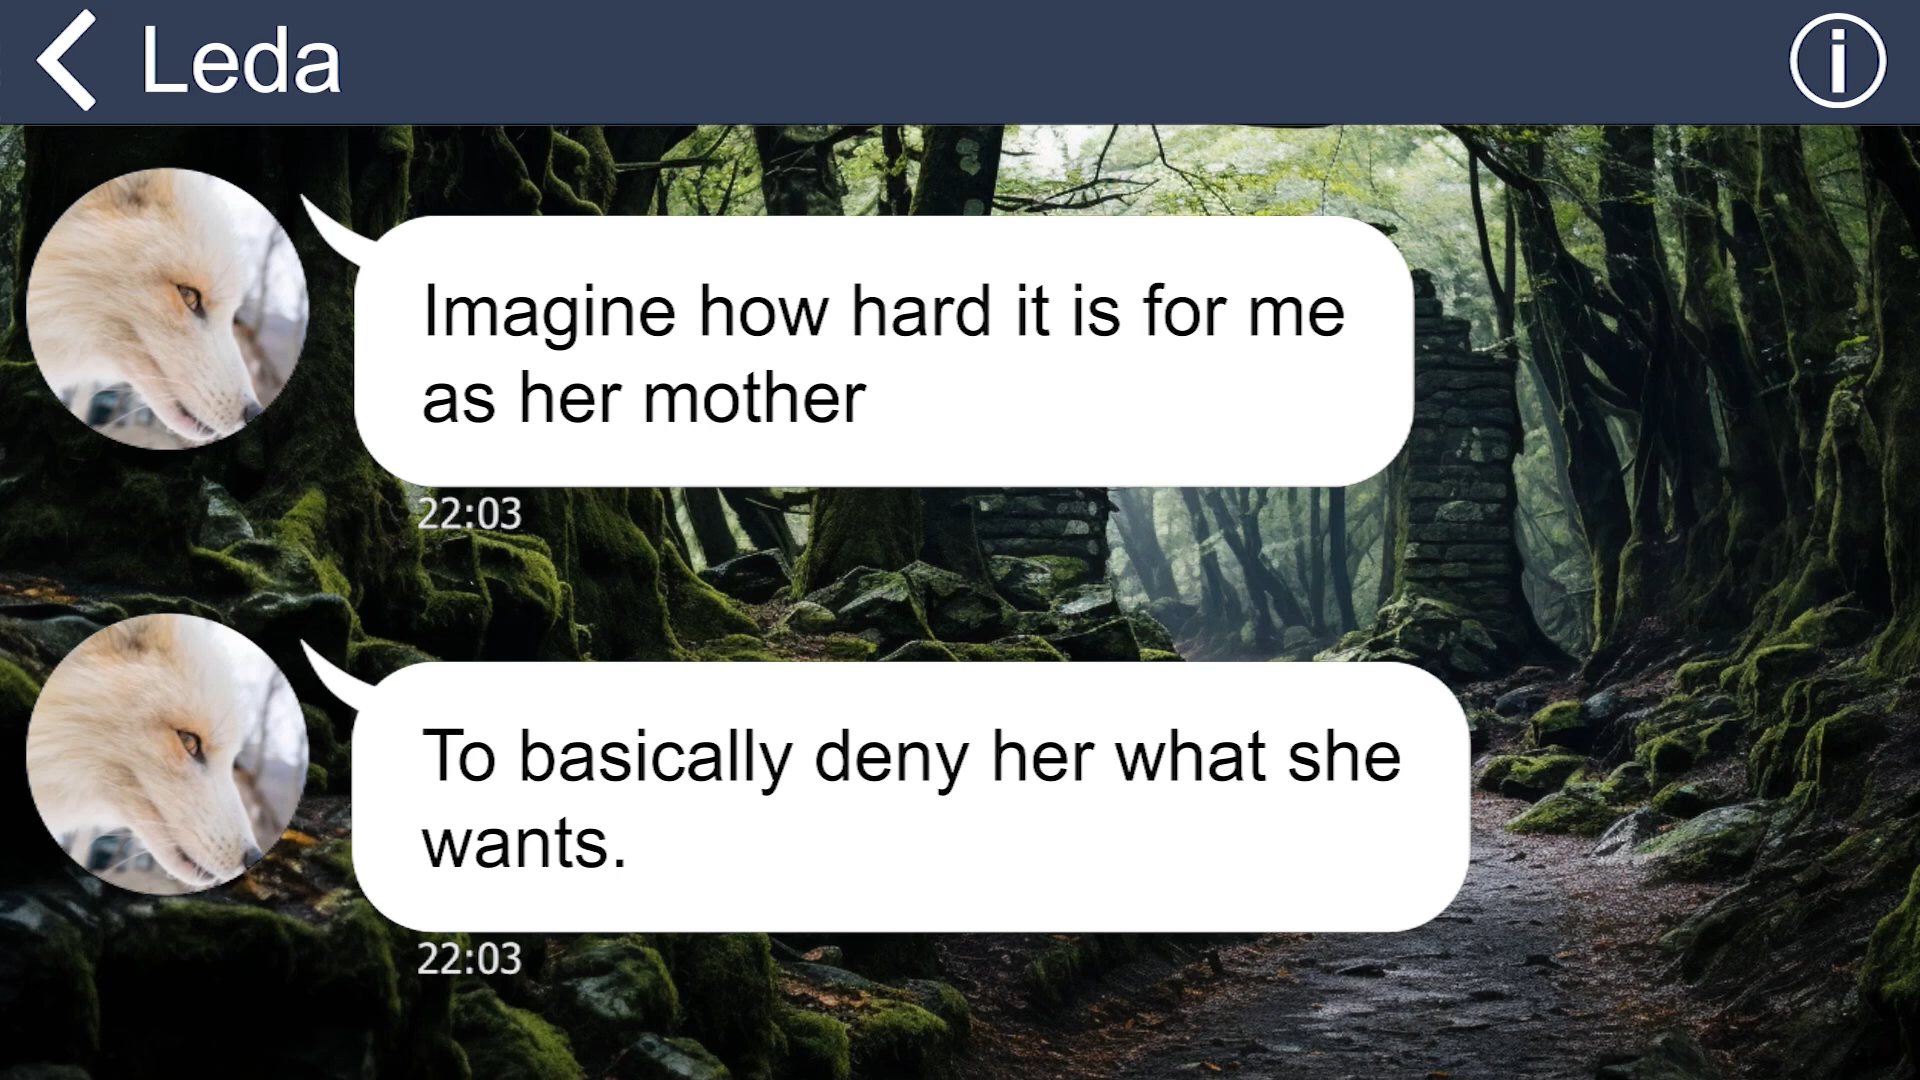 Leda
Imagine how hard it is for me
as her mother
22:03
To basically deny her what she
wants.
22:03